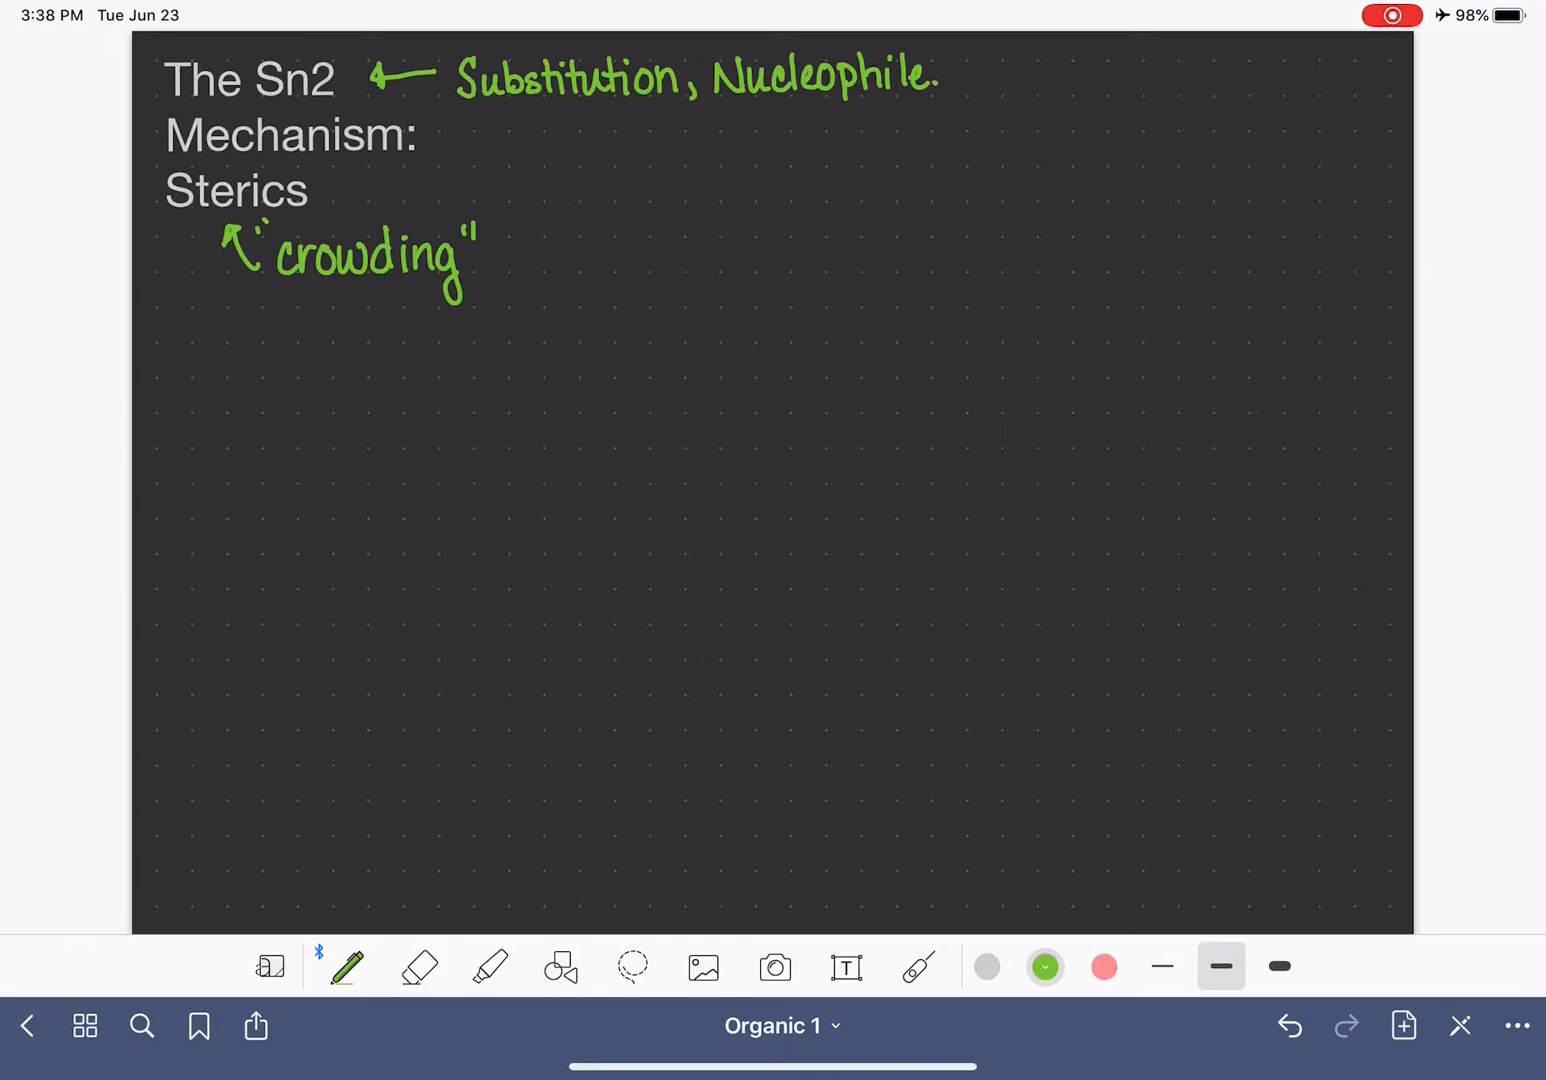 3:38 PM Tue Jun 23 98%
The Sn2 ← Substitution, Nucleophile.
Mechanism:
Sterics
"crowding"
T
Organic 1